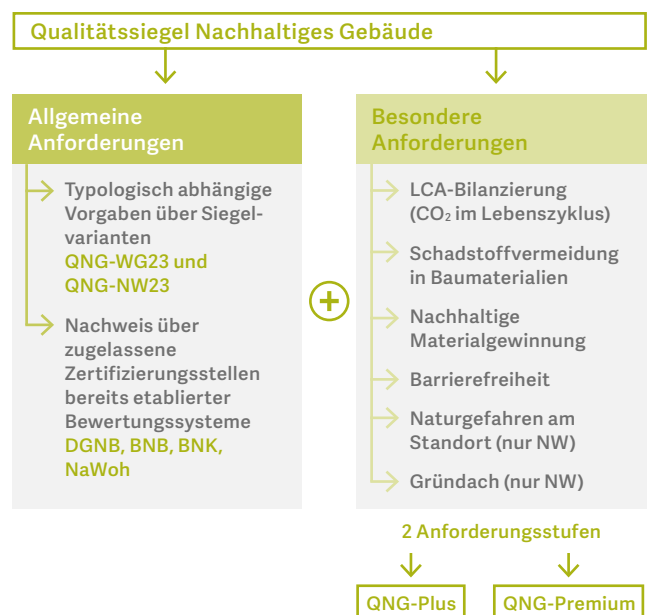 Qualitätssiegel Nachhaltiges Gebäude
Allgemeine
Anforderungen
Typologisch abhängige
Vorgaben über Siegel-
varianten
QNG-WG23 und
QNG-NW23
Nachweis über
zugelassene
Zertifizierungsstellen
bereits etablierter
Bewertungssysteme
DGNB, BNB, BNK,
NaWoh
+
Besondere
Anforderungen
LCA-Bilanzierung
(CO₂ im Lebenszyklus)
Schadstoffvermeidung
in Baumaterialien
Nachhaltige
Materialgewinnung
Barrierefreiheit
Naturgefahren am
Standort (nur NW)
Gründach (nur NW)
2 Anforderungsstufen
QNG-Plus
QNG-Premium